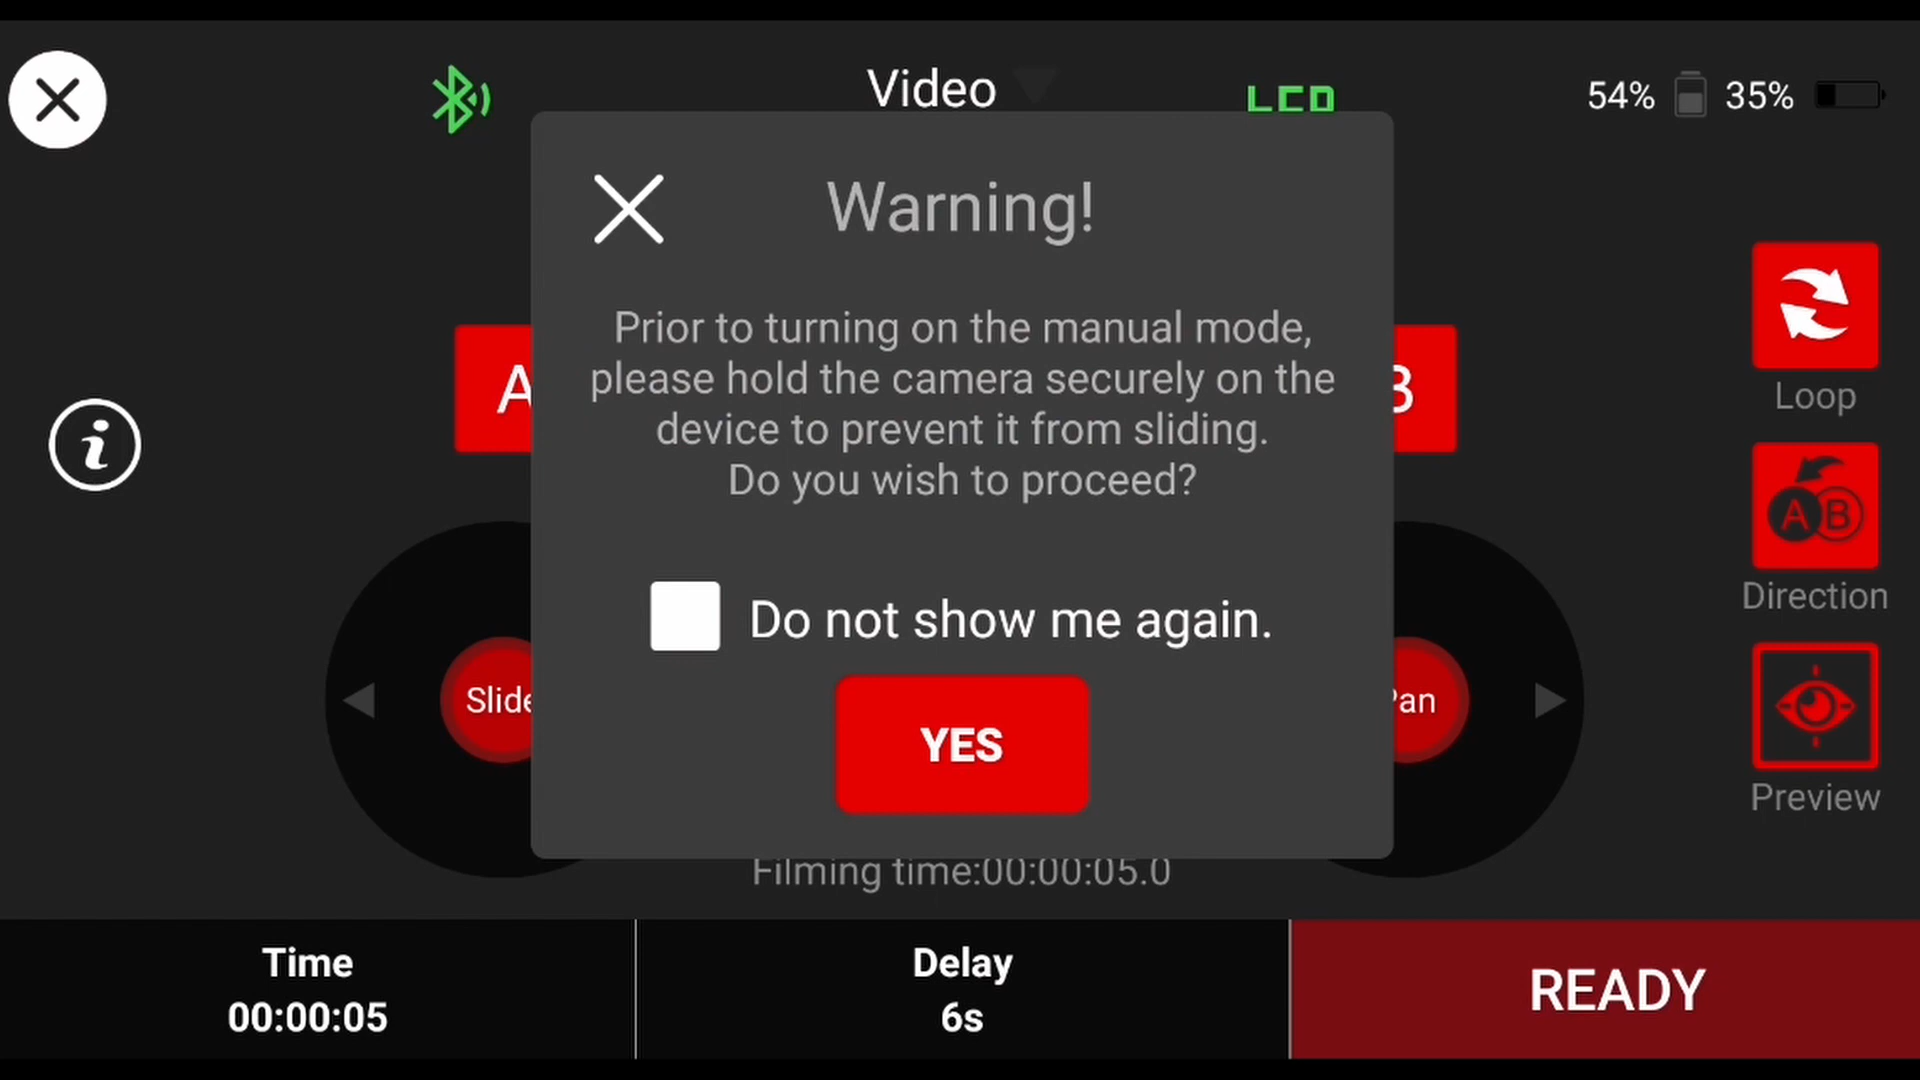 Video
LCD
54%
35%
Warning!
Prior to turning on the manual mode,
please hold the camera securely on the
device to prevent it from sliding.
Do you wish to proceed?
Do not show me again.
YES
A
B
Loop
A B
Direction
Preview
Slide
Pan
Filming time:00:00:05.0
Time
00:00:05
Delay
6s
READY